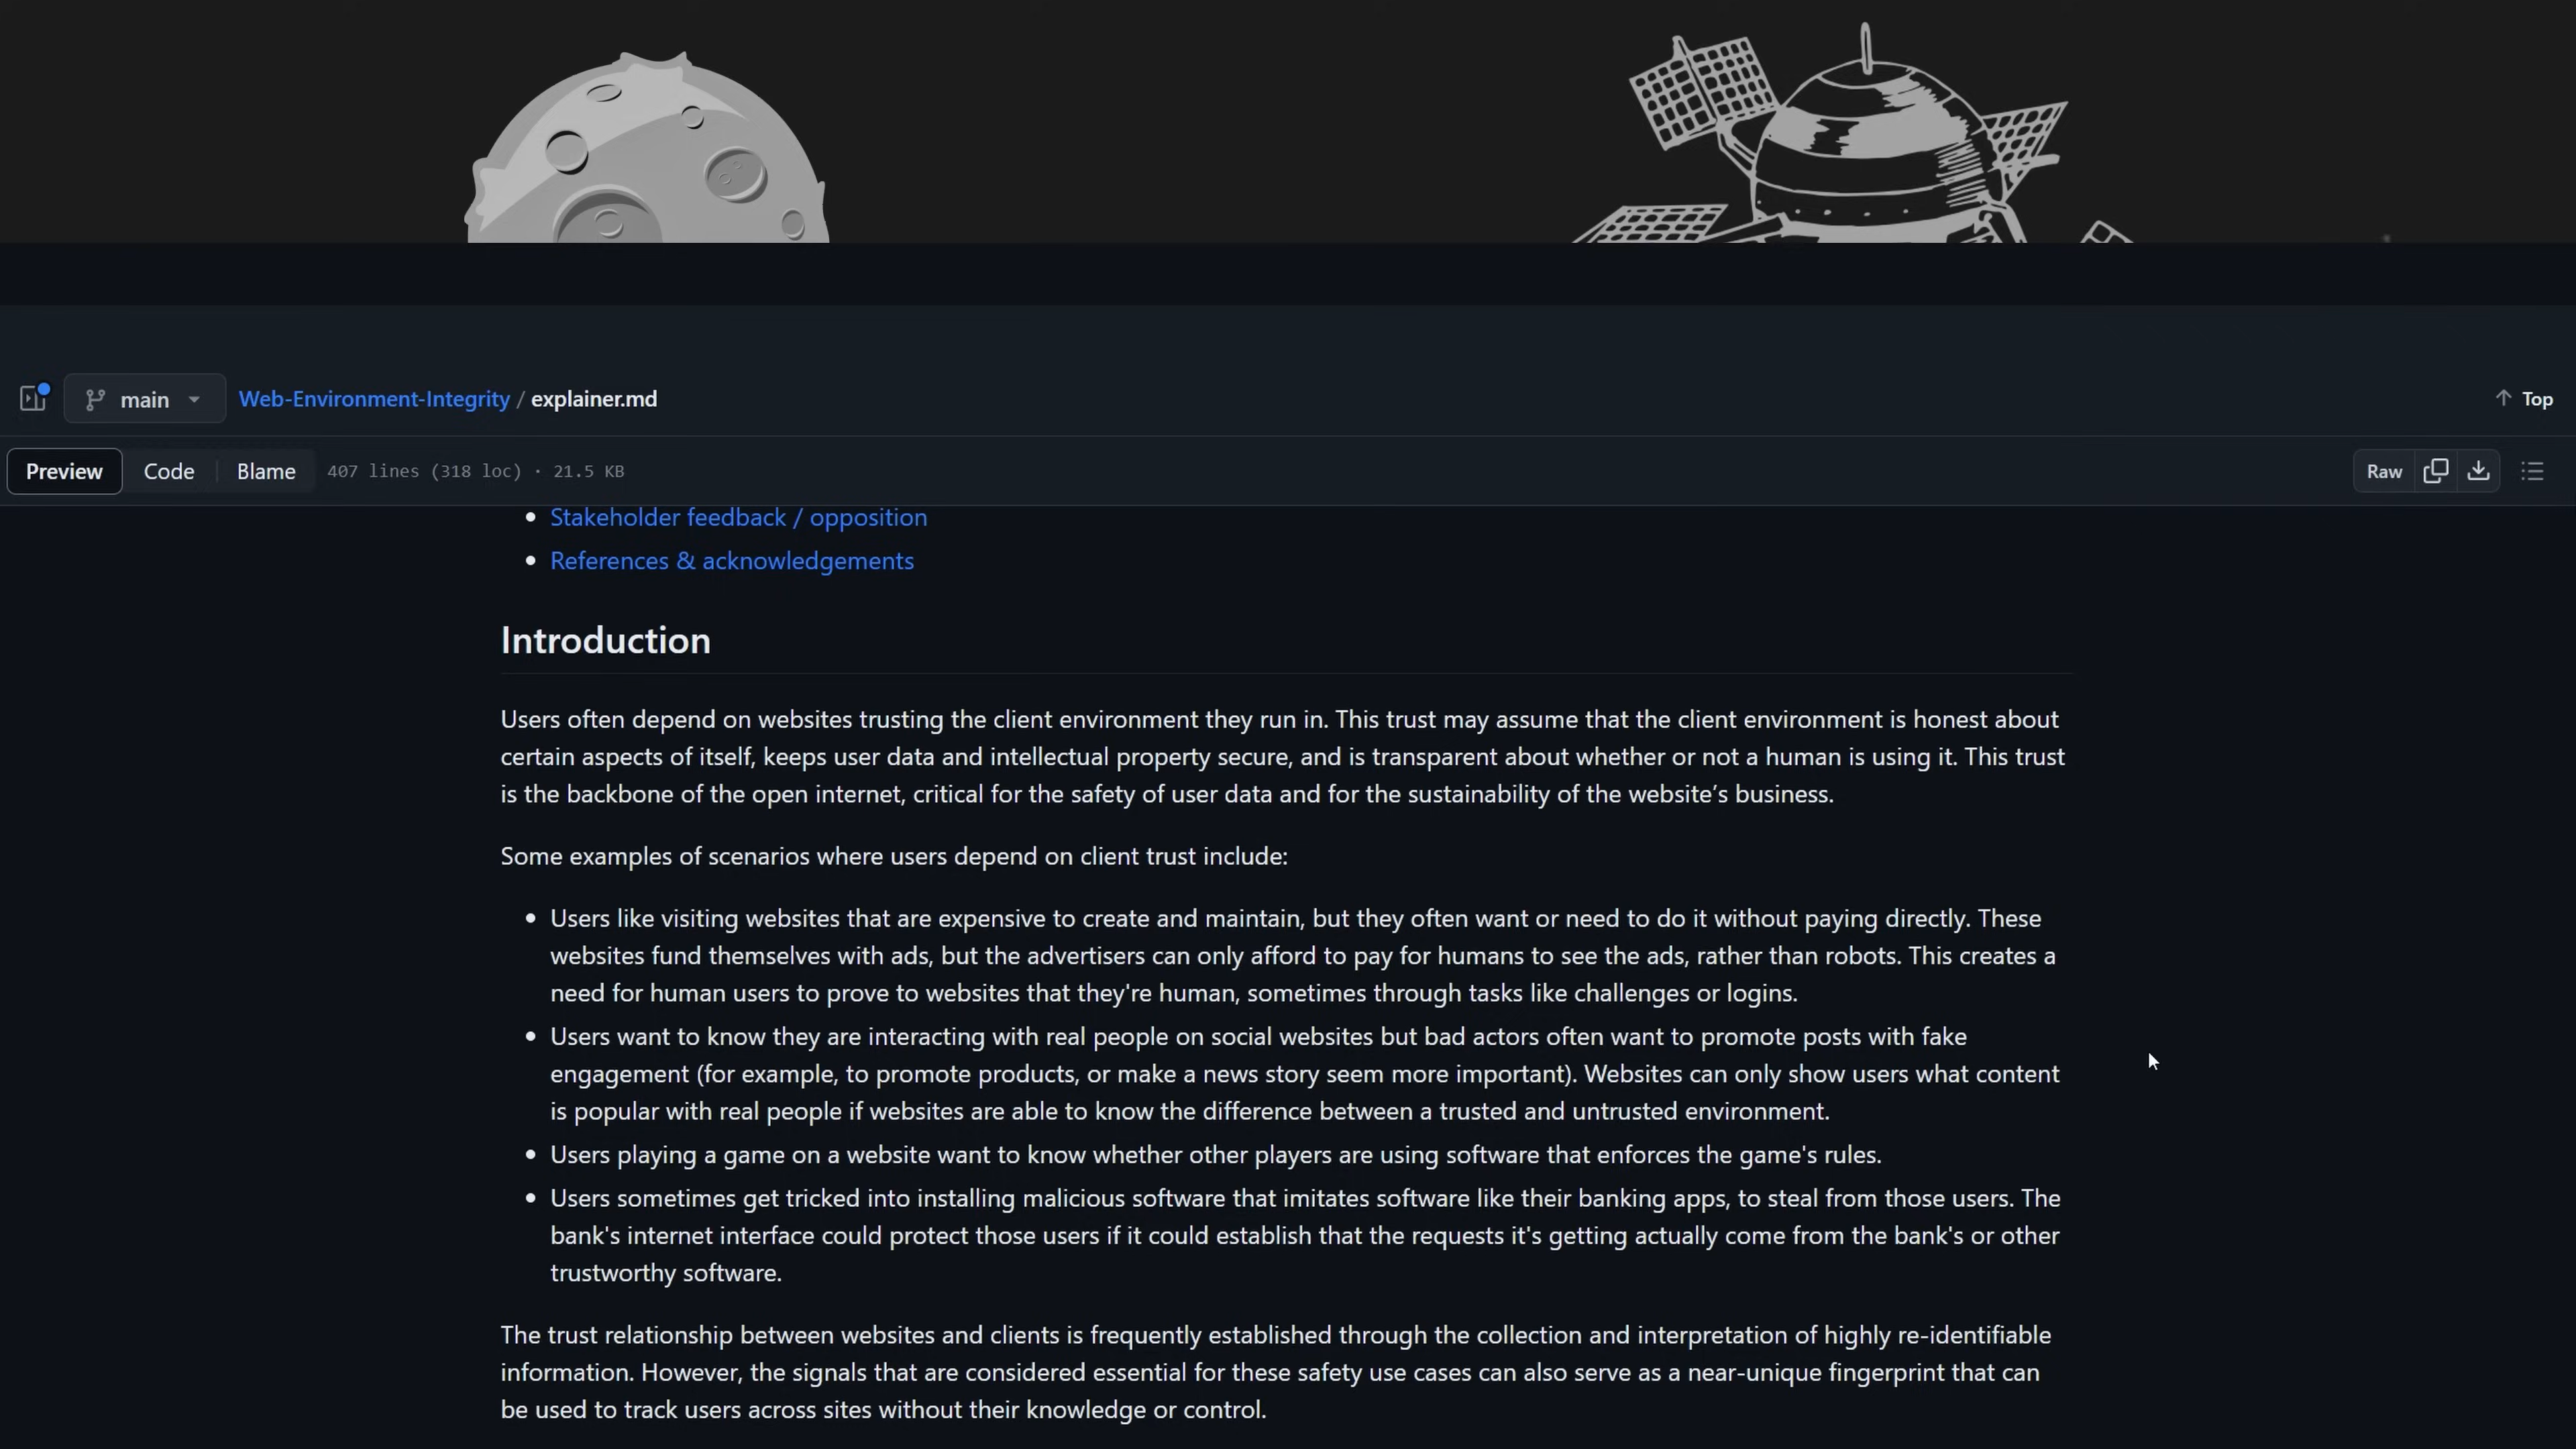 main
Web-Environment-Integrity / explainer.md
Top
Preview
Code
Blame
407 lines (318 loc) · 21.5 KB
Raw
Stakeholder feedback / opposition
References & acknowledgements
Introduction
Users often depend on websites trusting the client environment they run in. This trust may assume that the client environment is honest about
certain aspects of itself, keeps user data and intellectual property secure, and is transparent about whether or not a human is using it. This trust
is the backbone of the open internet, critical for the safety of user data and for the sustainability of the website’s business.
Some examples of scenarios where users depend on client trust include:
Users like visiting websites that are expensive to create and maintain, but they often want or need to do it without paying directly. These
websites fund themselves with ads, but the advertisers can only afford to pay for humans to see the ads, rather than robots. This creates a
need for human users to prove to websites that they're human, sometimes through tasks like challenges or logins.
Users want to know they are interacting with real people on social websites but bad actors often want to promote posts with fake
engagement (for example, to promote products, or make a news story seem more important). Websites can only show users what content
is popular with real people if websites are able to know the difference between a trusted and untrusted environment.
Users playing a game on a website want to know whether other players are using software that enforces the game's rules.
Users sometimes get tricked into installing malicious software that imitates software like their banking apps, to steal from those users. The
bank's internet interface could protect those users if it could establish that the requests it's getting actually come from the bank's or other
trustworthy software.
The trust relationship between websites and clients is frequently established through the collection and interpretation of highly re-identifiable
information. However, the signals that are considered essential for these safety use cases can also serve as a near-unique fingerprint that can
be used to track users across sites without their knowledge or control.